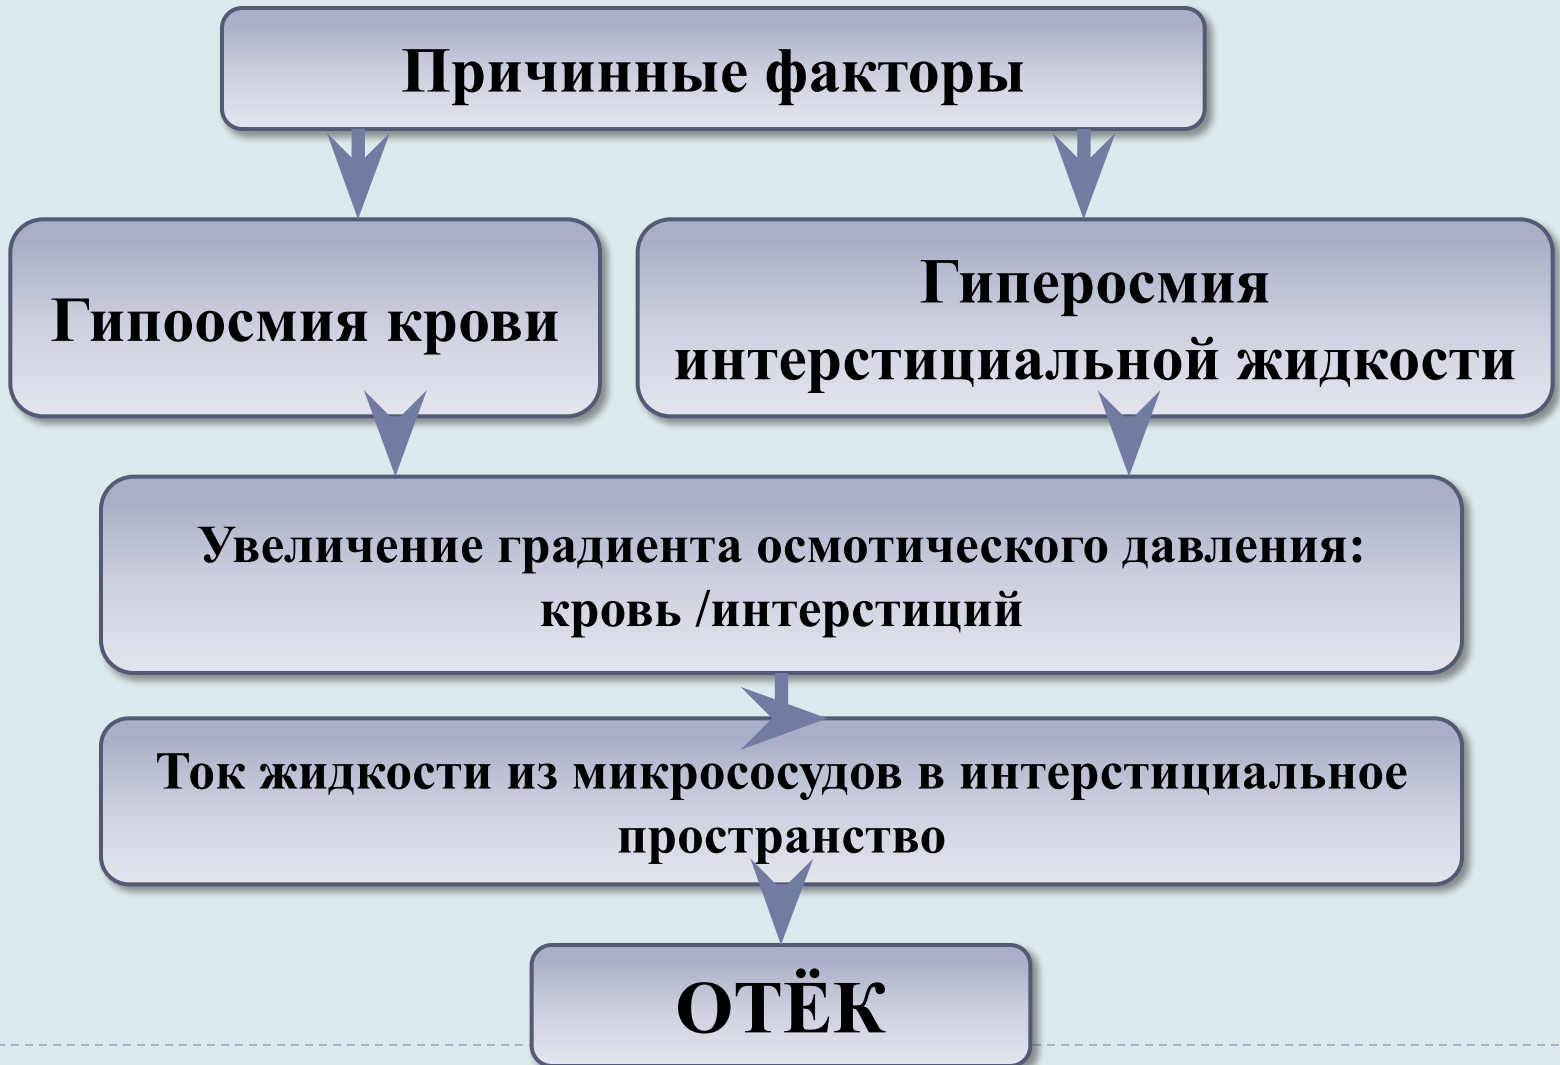 Причинные факторы
Гипоосмия крови
Гиперосмия
интерстициальной жидкости
Увеличение градиента осмотического давления:
кровь /интерстиций
Ток жидкости из микрососудов в интерстициальное
пространство
ОТЁК